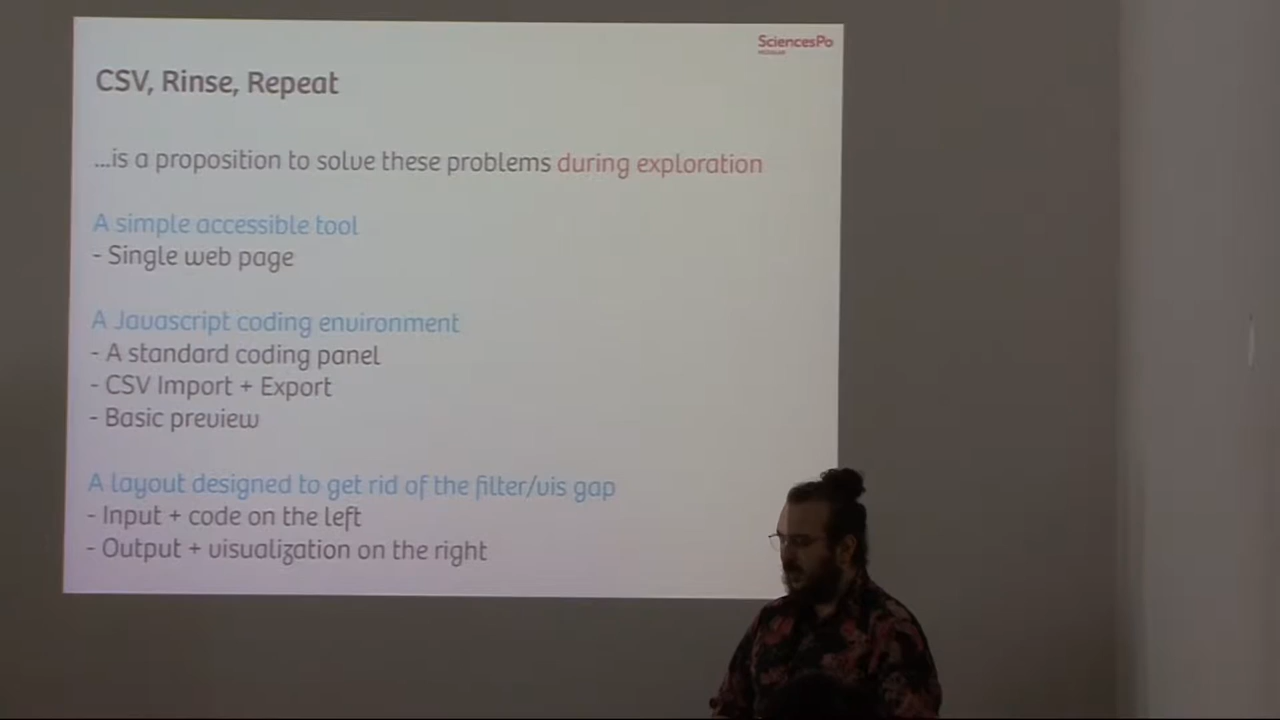 SciencesPo
CSV, Rinse, Repeat
...is a proposition to solve these problems during exploration
A simple accessible tool
- Single web page
A Javascript coding environment
- A standard coding panel
- CSV Import + Export
- Basic preview
A layout designed to get rid of the filter/vis gap
- Input + code on the left
- Output + visualization on the right